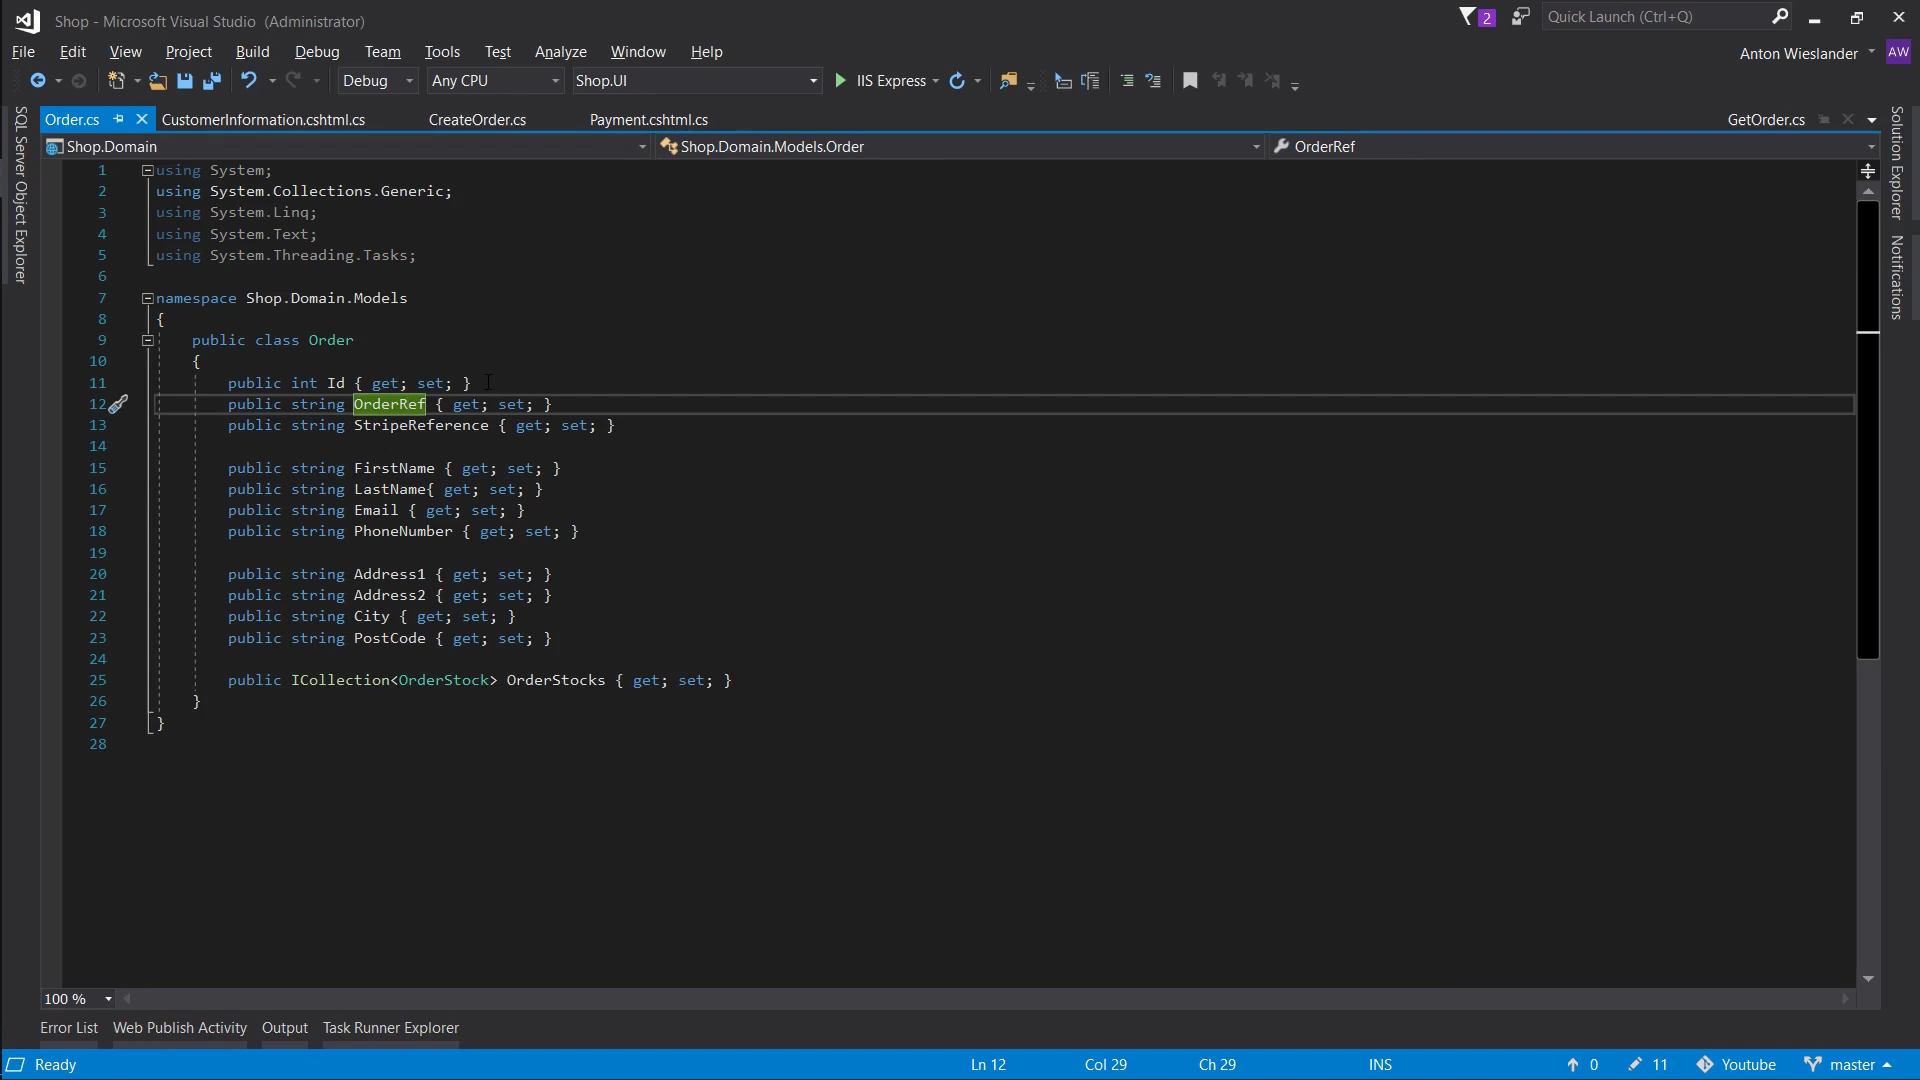 Shop - Microsoft Visual Studio (Administrator)
2
Quick Launch (Ctrl+Q)
File Edit View Project Build Debug Team Tools Test Analyze Window Help
Anton Wieslander AW
Debug Any CPU Shop.UI IIS Express
Order.cs CustomerInformation.cshtml.cs CreateOrder.cs Payment.cshtml.cs GetOrder.cs
Shop.Domain Shop.Domain.Models.Order OrderRef
SQL Server Object Explorer
Solution Explorer
Notifications
1 using System;
2 using System.Collections.Generic;
3 using System.Linq;
4 using System.Text;
5 using System.Threading.Tasks;
6
7 namespace Shop.Domain.Models
8 {
9 public class Order
10 {
11 public int Id { get; set; }
12 public string OrderRef { get; set; }
13 public string StripeReference { get; set; }
14
15 public string FirstName { get; set; }
16 public string LastName{ get; set; }
17 public string Email { get; set; }
18 public string PhoneNumber { get; set; }
19
20 public string Address1 { get; set; }
21 public string Address2 { get; set; }
22 public string City { get; set; }
23 public string PostCode { get; set; }
24
25 public ICollection<OrderStock> OrderStocks { get; set; }
26 }
27 }
28
100 %
Error List Web Publish Activity Output Task Runner Explorer
Ready Ln 12 Col 29 Ch 29 INS 0 11 Youtube master